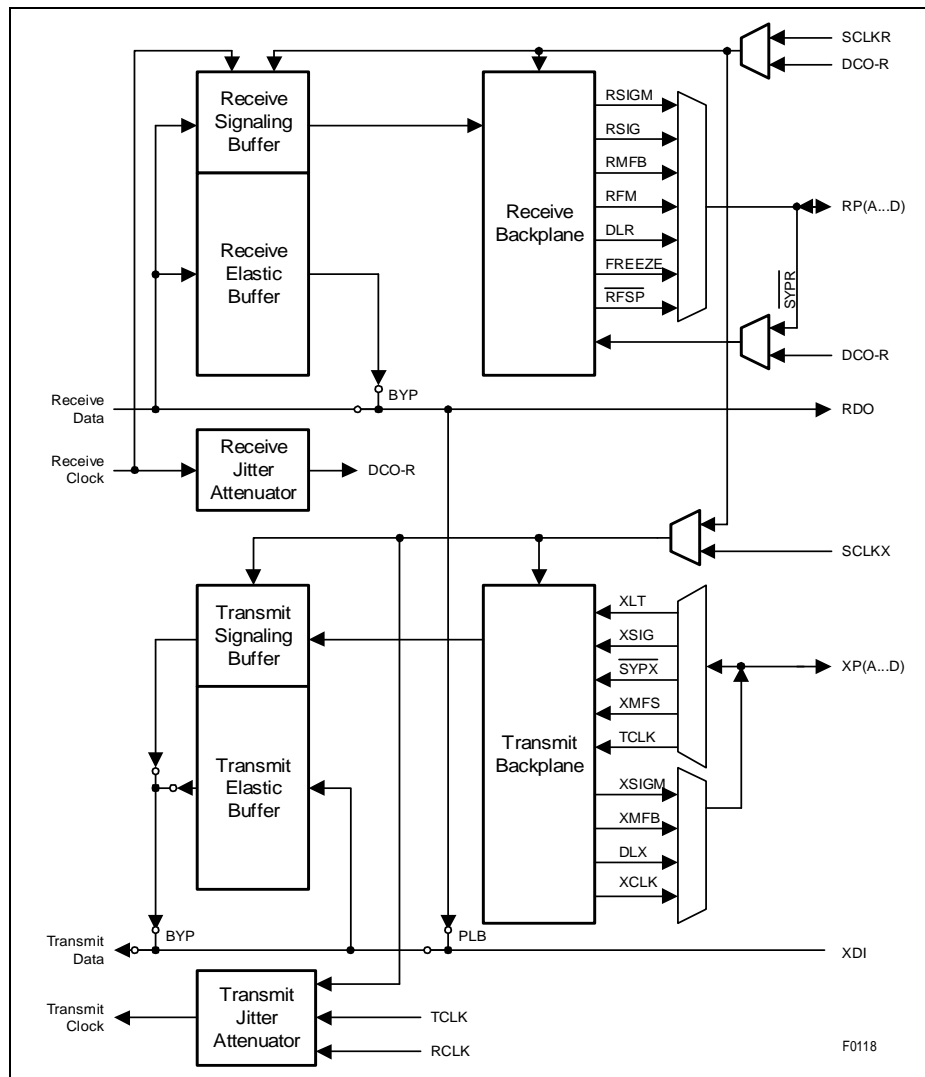 SCLKR
DCO-R
Receive
Signaling
Buffer
Receive
Elastic
Buffer
Receive
Backplane
RSIGM
RSIG
RMFB
RFM
DLR
FREEZE
RFSP
RP(A...D)
SYPR
DCO-R
BYP
Receive
Data
RDO
Receive
Clock
Receive
Jitter
Attenuator
DCO-R
SCLKX
Transmit
Signaling
Buffer
Transmit
Elastic
Buffer
Transmit
Backplane
XLT
XSIG
SYPX
XMFS
TCLK
XSIGM
XMFB
DLX
XCLK
XP(A...D)
BYP
PLB
Transmit
Data
XDI
Transmit
Clock
Transmit
Jitter
Attenuator
TCLK
RCLK
F0118